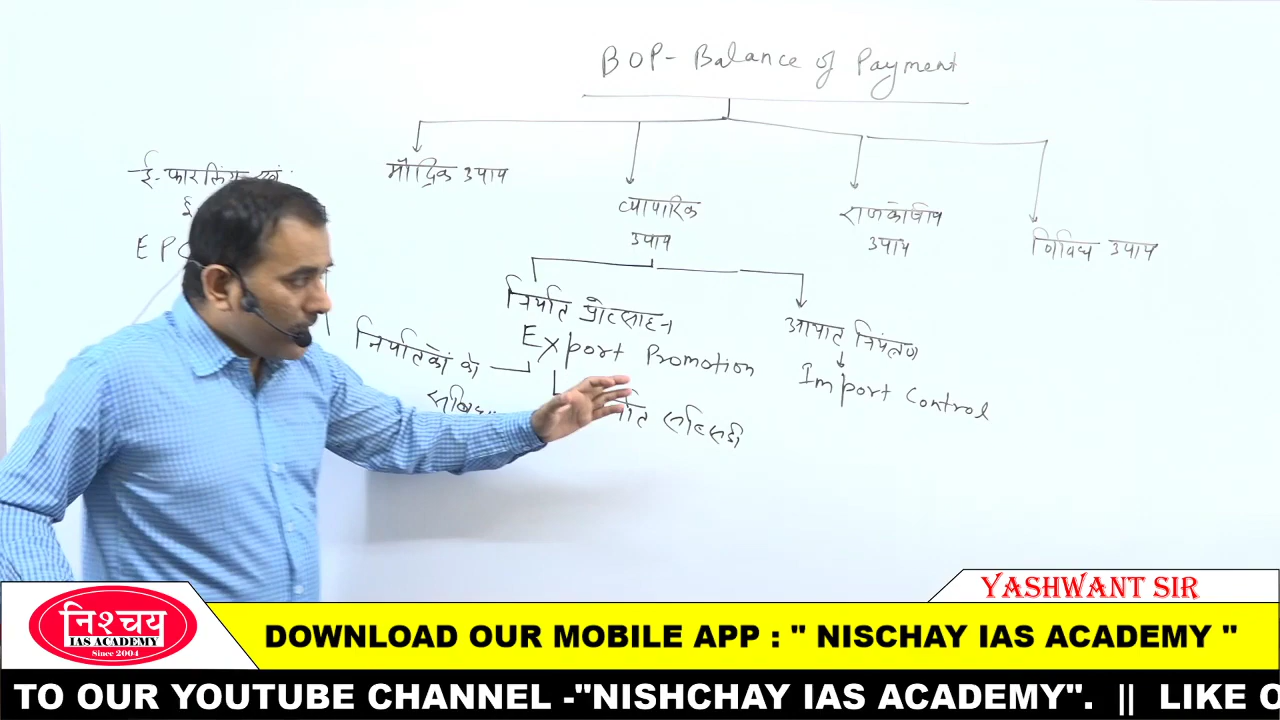 BOP- Balance of Payment
मौद्रिक उपाय
व्यापारिक
उपाय
राजकोषीय
उपाय
विविध उपाय
ई-फाइलिंग एवं
EPC
निर्यात प्रोत्साहन
Export Promotion
आयात नियंत्रण
Import Control
निर्यातकों को
सब्सिडी
YASHWANT SIR
निश्चय
IAS ACADEMY
Since 2004
DOWNLOAD OUR MOBILE APP : " NISCHAY IAS ACADEMY "
TO OUR YOUTUBE CHANNEL -"NISHCHAY IAS ACADEMY". || LIKE